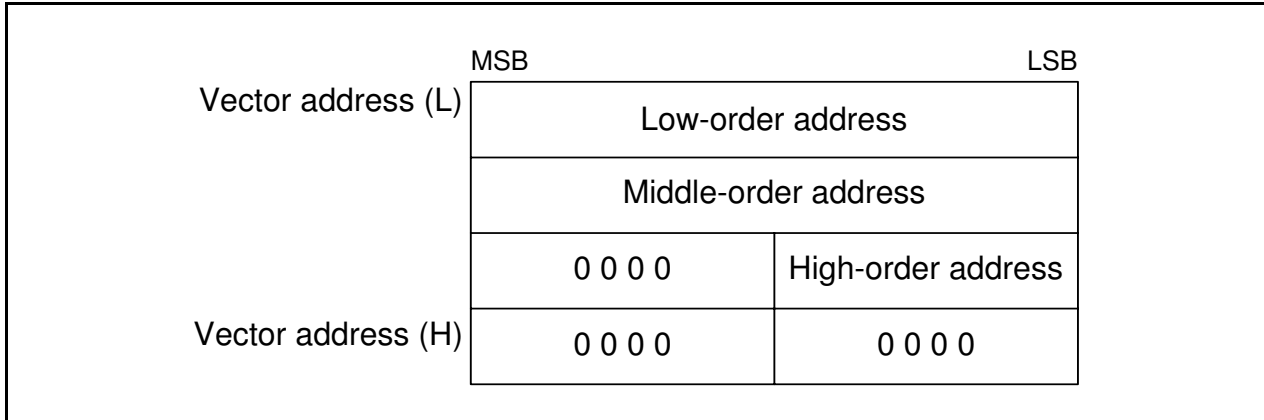 MSB LSB
Vector address (L) Low-order address
Middle-order address
0 0 0 0 High-order address
Vector address (H) 0 0 0 0 0 0 0 0